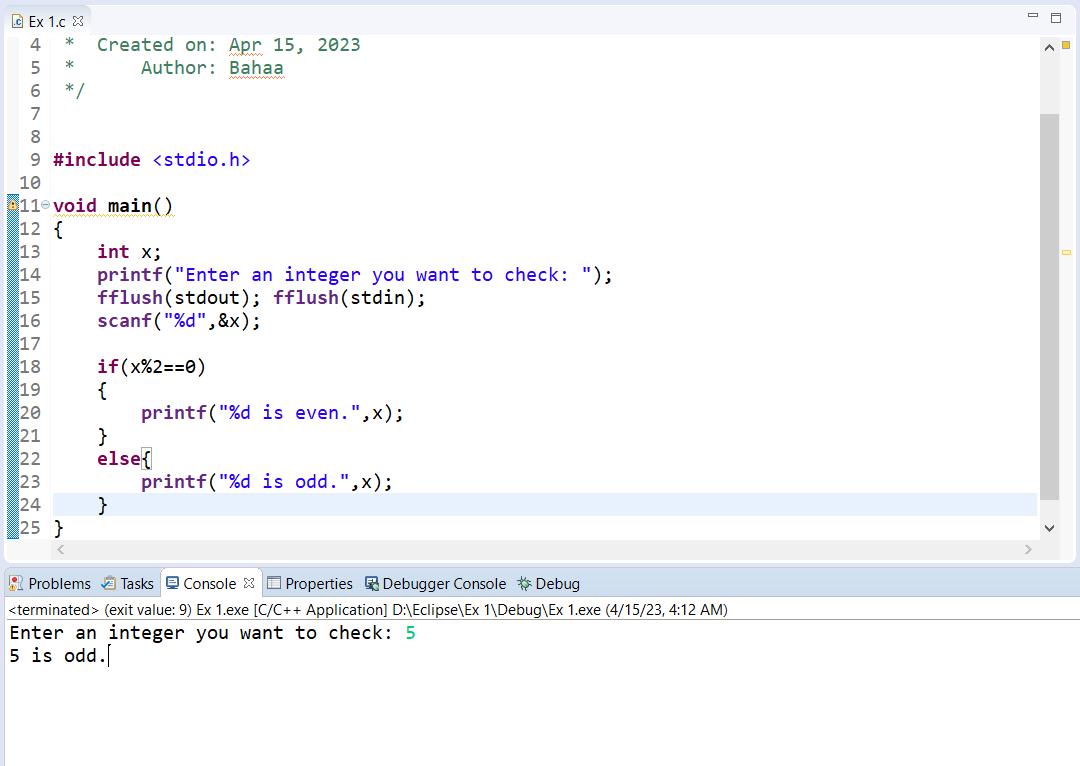 Ex 1.c
4 *  Created on: Apr 15, 2023
5 *      Author: Bahaa
6 */
7
8
9 #include <stdio.h>
10
11 void main()
12 {
13     int x;
14     printf("Enter an integer you want to check: ");
15     fflush(stdout); fflush(stdin);
16     scanf("%d",&x);
17
18     if(x%2==0)
19     {
20         printf("%d is even.",x);
21     }
22     else{
23         printf("%d is odd.",x);
24     }
25 }
Problems Tasks Console Properties Debugger Console Debug
<terminated> (exit value: 9) Ex 1.exe [C/C++ Application] D:\Eclipse\Ex 1\Debug\Ex 1.exe (4/15/23, 4:12 AM)
Enter an integer you want to check: 5
5 is odd.